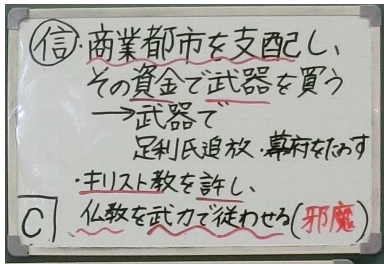 信・商業都市を支配し、
その資金で武器を買う
→武器で
足利氏追放・幕府をたおす
・キリスト教を許し、
C 仏教を武力で従わせる(邪魔)